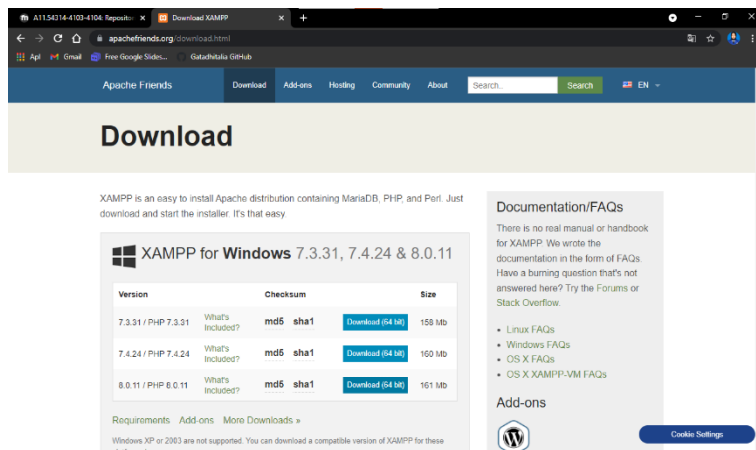 A11.54314-4103-4104: Repositor
Download XAMPP
apachefriends.org/download.html
Apl
Gmail
Free Google Slides...
Gatadhitalia GitHub
Apache Friends
Download
Add-ons
Hosting
Community
About
Search...
Search
EN
Download
XAMPP is an easy to install Apache distribution containing MariaDB, PHP, and Perl. Just
download and start the installer. It's that easy.
XAMPP for Windows 7.3.31, 7.4.24 & 8.0.11
Version Checksum Size
7.3.31 / PHP 7.3.31 What's Included? md5 sha1 Download (64 bit) 158 Mb
7.4.24 / PHP 7.4.24 What's Included? md5 sha1 Download (64 bit) 160 Mb
8.0.11 / PHP 8.0.11 What's Included? md5 sha1 Download (64 bit) 161 Mb
Requirements Add-ons More Downloads »
Windows XP or 2003 are not supported. You can download a compatible version of XAMPP for these
Documentation/FAQs
There is no real manual or handbook
for XAMPP. We wrote the
documentation in the form of FAQs.
Have a burning question that's not
answered here? Try the Forums or
Stack Overflow.
Linux FAQs
Windows FAQs
OS X FAQs
OS X XAMPP-VM FAQs
Add-ons
Cookie Settings